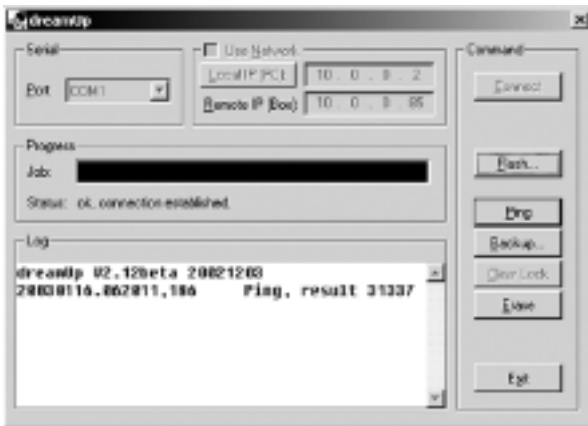 dreamUp
Serial
Port COM1
Use Network
Local IP (PC): 10 . 0 . 0 . 2
Remote IP (Box): 10 . 0 . 0 . 85
Command
Connect
Flash...
Ping
Backup...
Clear Lock
Erase
Exit
Progress
Job:
Status: ok, connection established.
Log
dreamUp V2.12beta 20021203
20030116.062011,186 Ping, result 31337